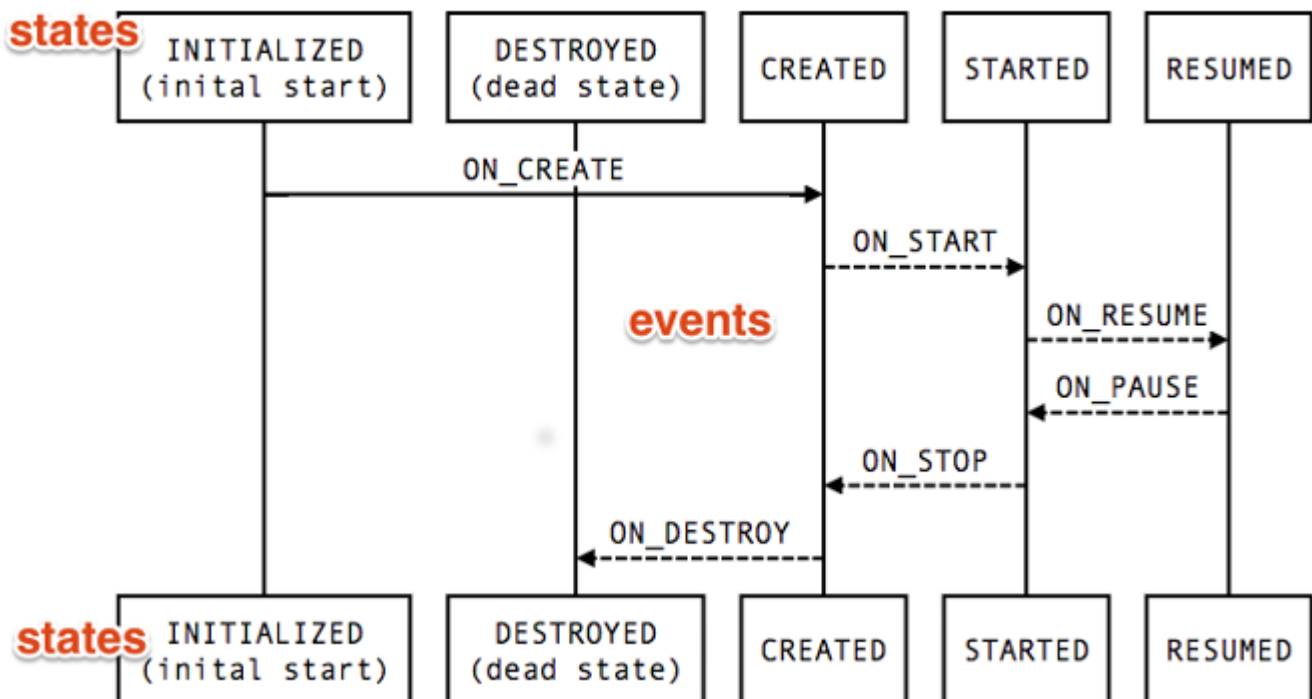 states
INITIALIZED
(inital start)
DESTROYED
(dead state)
CREATED
STARTED
RESUMED
ON_CREATE
ON_START
events
ON_RESUME
ON_PAUSE
ON_STOP
ON_DESTROY
states
INITIALIZED
(inital start)
DESTROYED
(dead state)
CREATED
STARTED
RESUMED